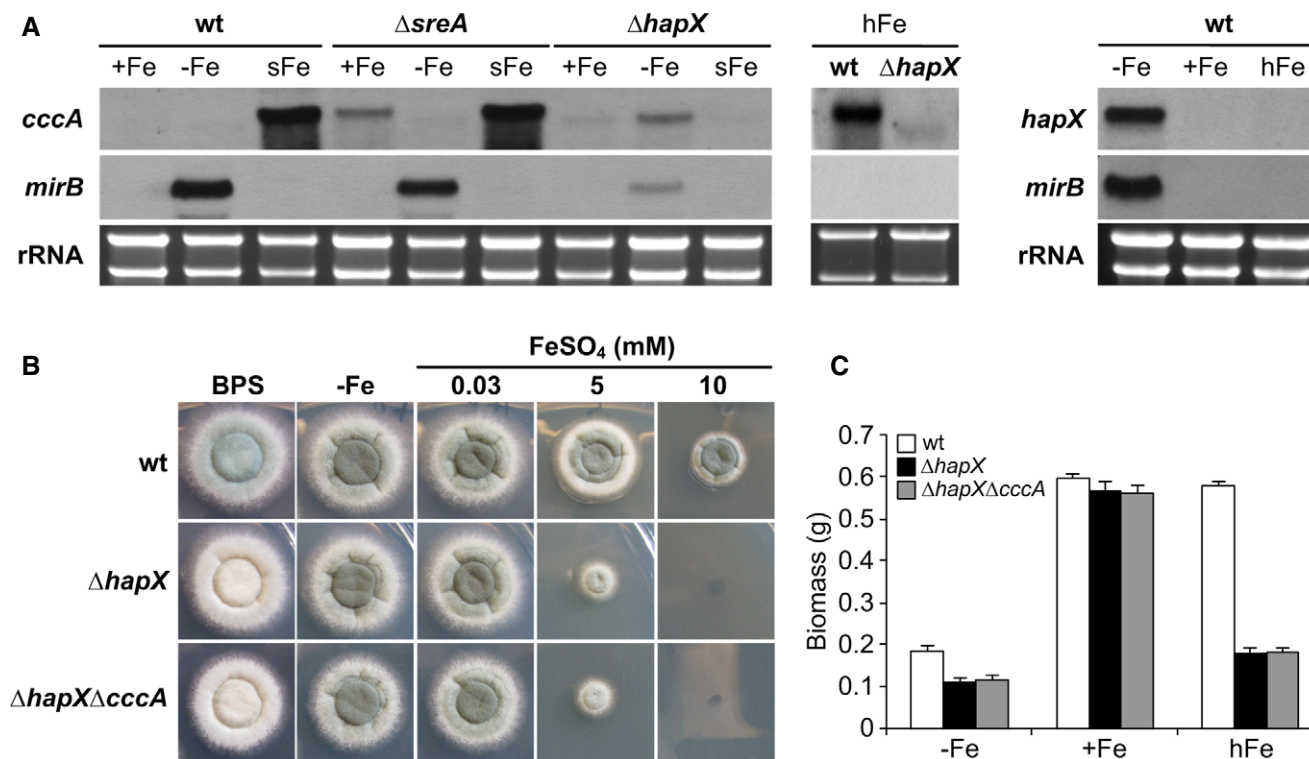 A
wt ΔsreA ΔhapX hFe wt
+Fe -Fe sFe +Fe -Fe sFe +Fe -Fe sFe wt ΔhapX -Fe +Fe hFe
cccA hapX
mirB mirB
rRNA rRNA
B
FeSO₄ (mM)
BPS -Fe 0.03 5 10
wt
ΔhapX
ΔhapXΔcccA
C
0.7
0.6
0.5
0.4
0.3
0.2
0.1
0
Biomass (g)
wt
ΔhapX
ΔhapXΔcccA
-Fe +Fe hFe